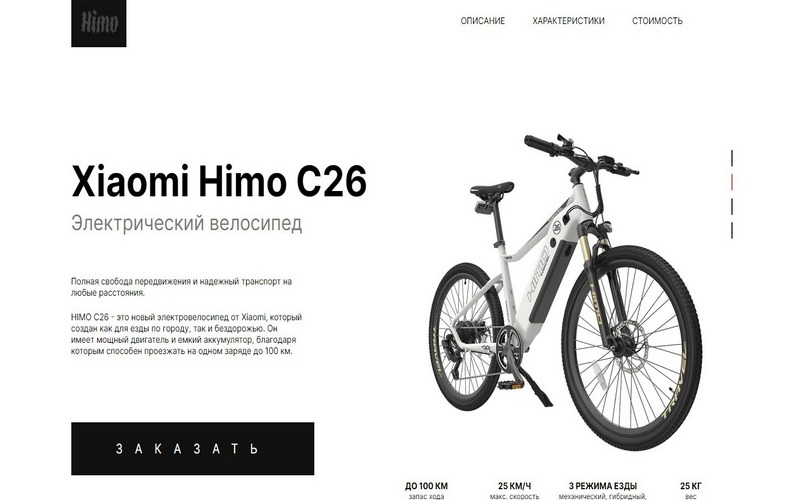 Himo
ОПИСАНИЕ
ХАРАКТЕРИСТИКИ
СТОИМОСТЬ
Xiaomi Himo C26
Электрический велосипед
Полная свобода передвижения и надежный транспорт на
любые расстояния.
HIMO C26 - это новый электровелосипед от Xiaomi, который
создан как для езды по городу, так и бездорожью. Он
имеет мощный двигатель и емкий аккумулятор, благодаря
которым способен проезжать на одном заряде до 100 км.
ЗАКАЗАТЬ
HIMO
TRAVEL
ДО 100 КМ
запас хода
25 КМ/Ч
макс. скорость
3 РЕЖИМА ЕЗДЫ
механический, гибридный,
25 КГ
вес